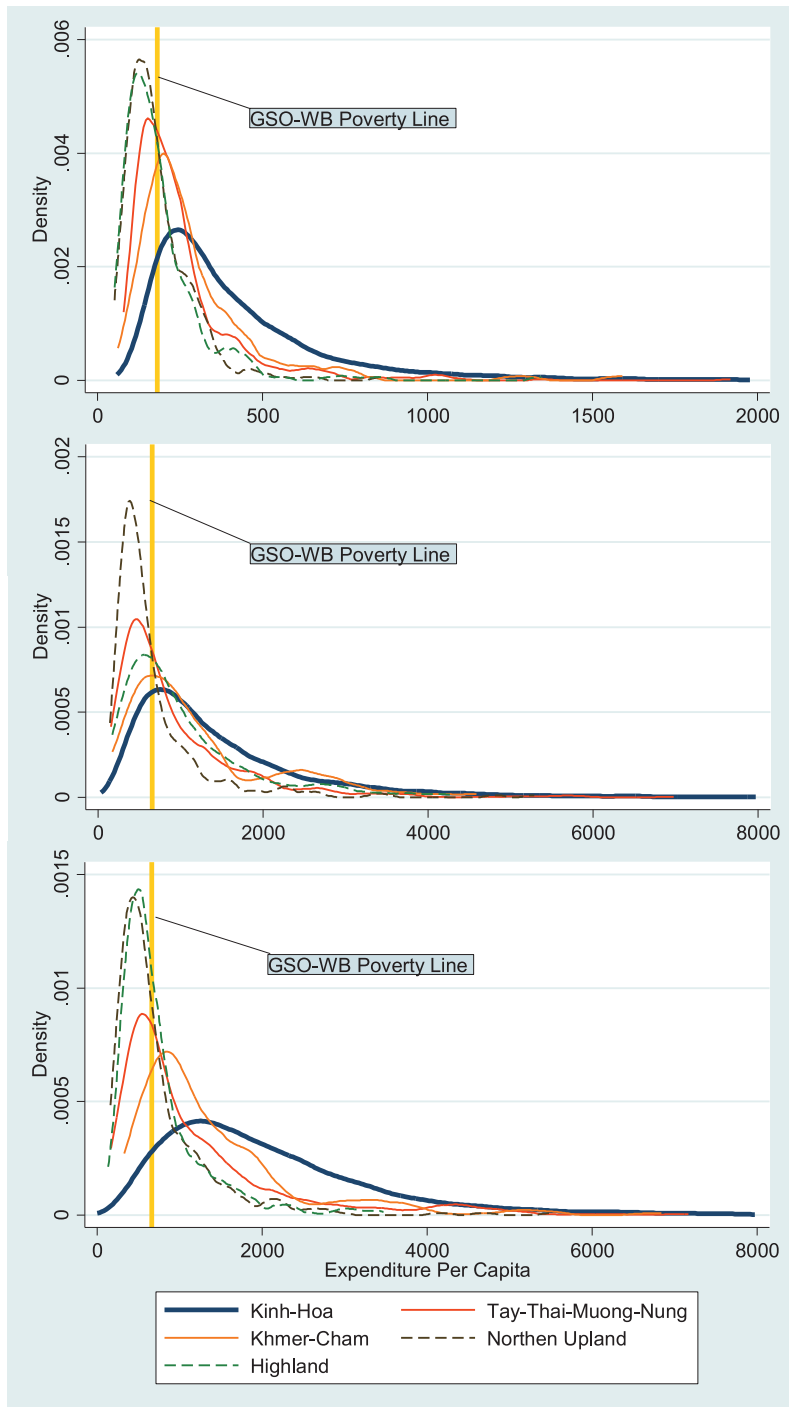 .006
.004
.002
0
Density
GSO-WB Poverty Line
0 500 1000 1500 2000
.002
.0015
.001
.0005
0
Density
GSO-WB Poverty Line
0 2000 4000 6000 8000
.0015
.001
.0005
0
Density
GSO-WB Poverty Line
0 2000 4000 6000 8000
Expenditure Per Capita
Kinh-Hoa Tay-Thai-Muong-Nung
Khmer-Cham Northen Upland
Highland